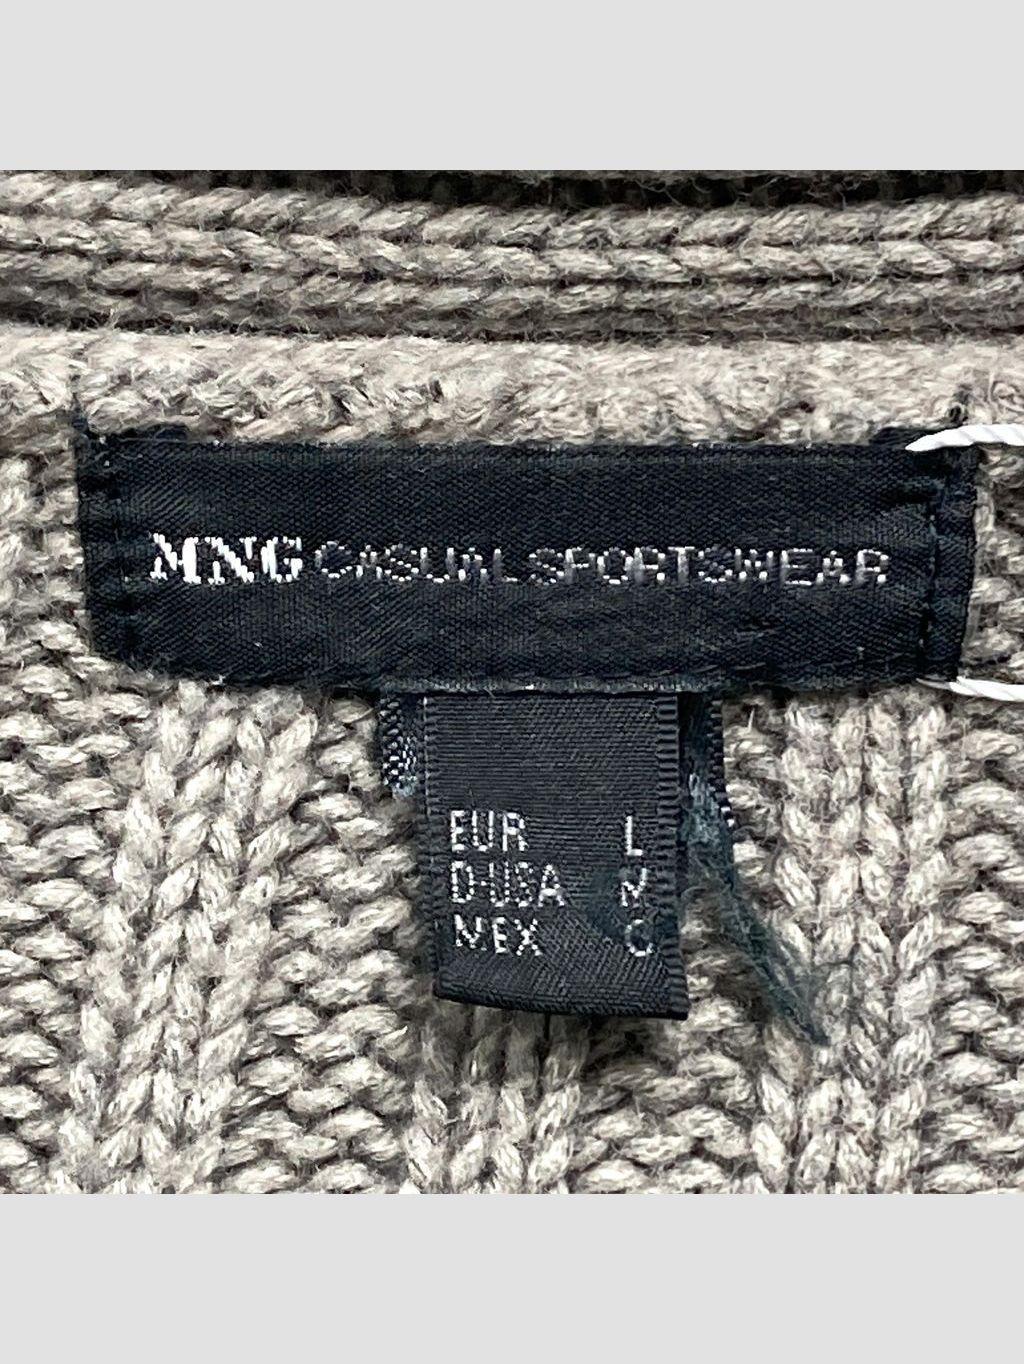 MNG CASUAL SPORTSWEAR
EUR L
D-USA M
MEX C